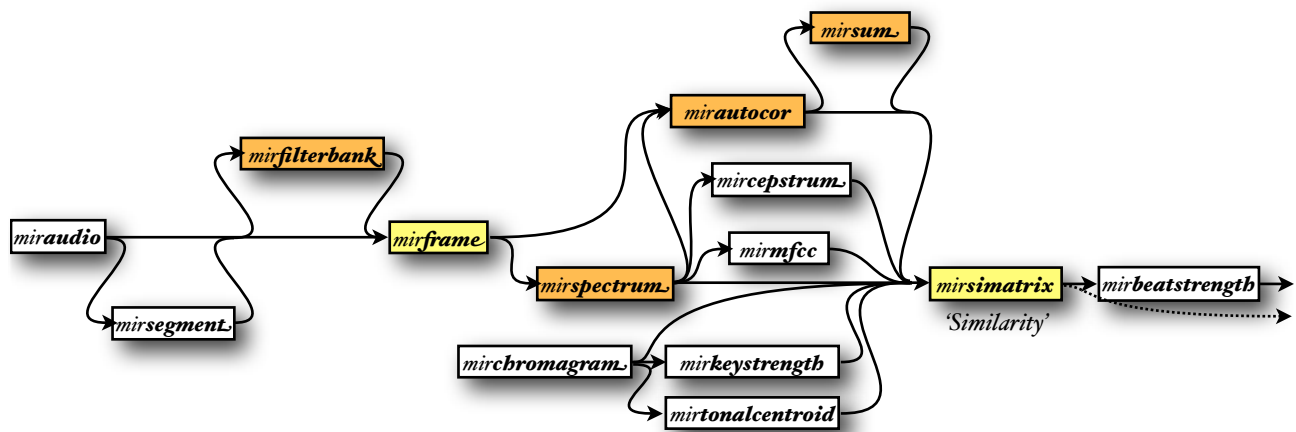 mirsum
mirautocor
mirfilterbank
mircepstrum
miraudio
mirframe
mirmfcc
mirspectrum
mirsimatrix
mirbeatstrength
mirsegment
'Similarity'
mirchromagram
mirkeystrength
mirtonalcentroid